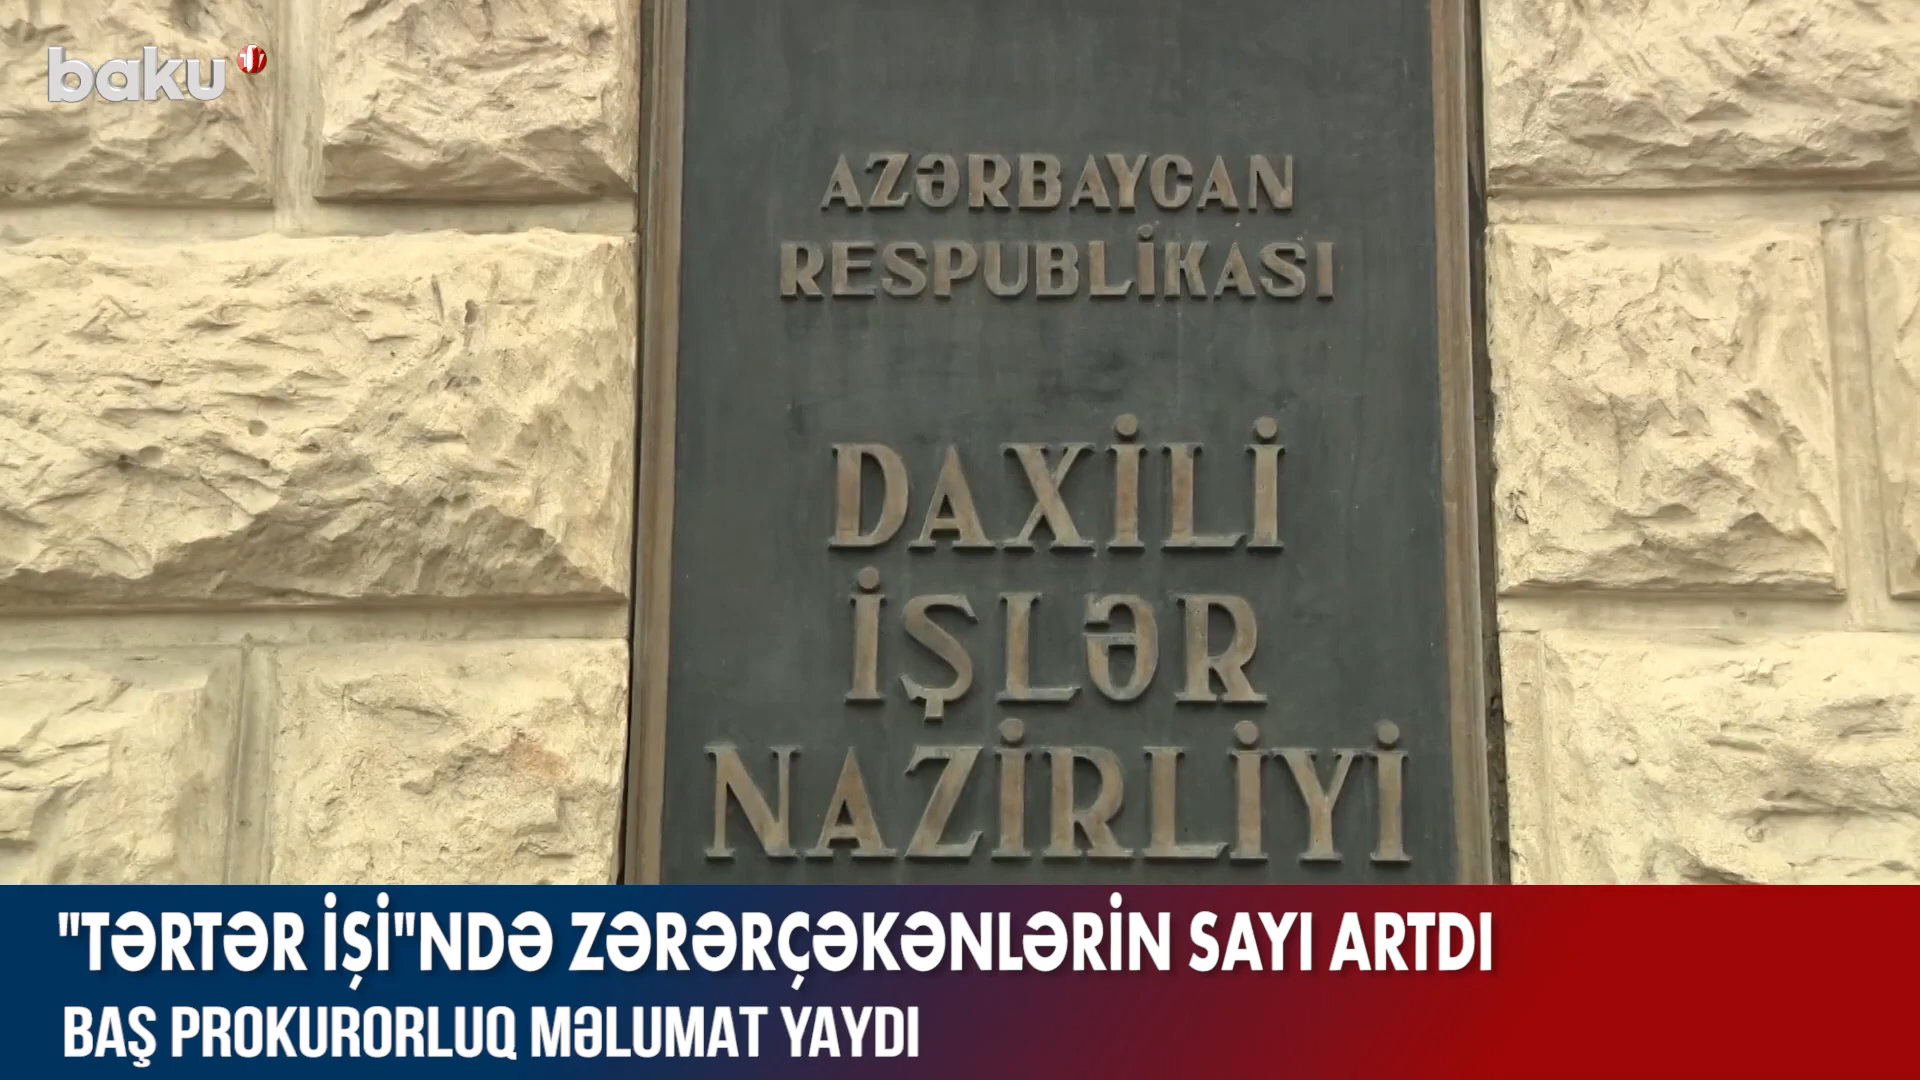 baku tv
AZƏRBAYCAN
RESPUBLİKASI
DAXİLİ
İŞLƏR
NAZİRLİYİ
"TƏRTƏR İŞİ"NDƏ ZƏRƏRÇƏKƏNLƏRİN SAYI ARTDI
BAŞ PROKURORLUQ MƏLUMAT YAYDI